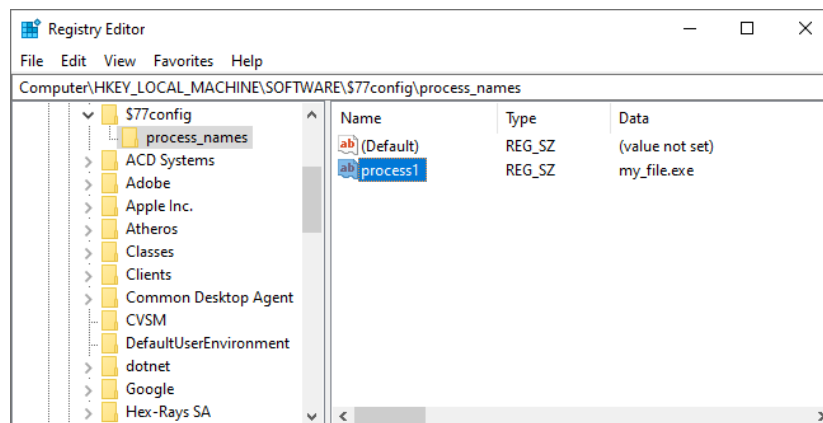 Registry Editor
File Edit View Favorites Help
Computer\HKEY_LOCAL_MACHINE\SOFTWARE\$77config\process_names
$77config
process_names
ACD Systems
Adobe
Apple Inc.
Atheros
Classes
Clients
Common Desktop Agent
CVSM
DefaultUserEnvironment
dotnet
Google
Hex-Rays SA
Name Type Data
ab (Default) REG_SZ (value not set)
ab process1 REG_SZ my_file.exe